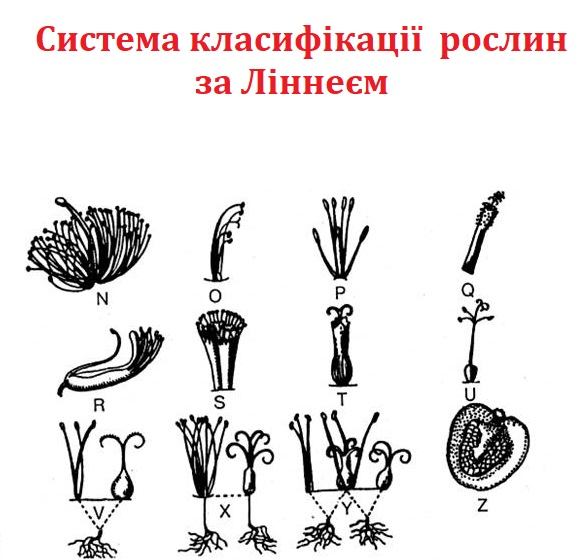 Система класифікації рослин
за Ліннеєм
N O P Q
R S T U
V X Y Z